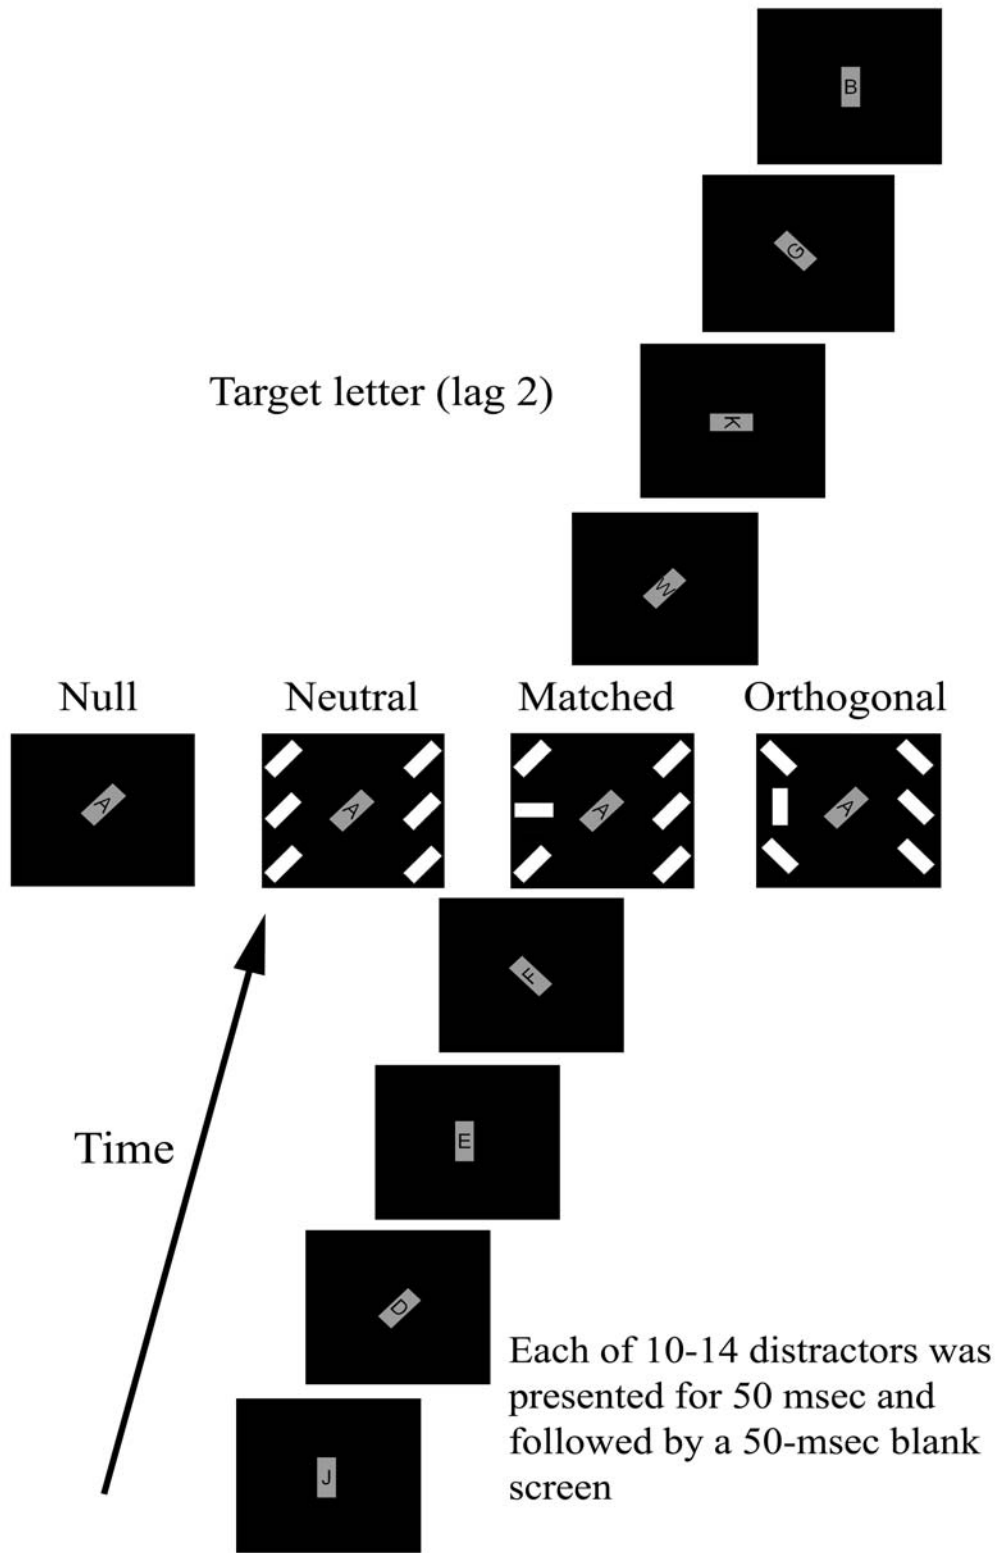 B
G
Target letter (lag 2)
K
W
Null Neutral Matched Orthogonal
A A A A
F
E
Time
D
Each of 10-14 distractors was
presented for 50 msec and
followed by a 50-msec blank
screen
J